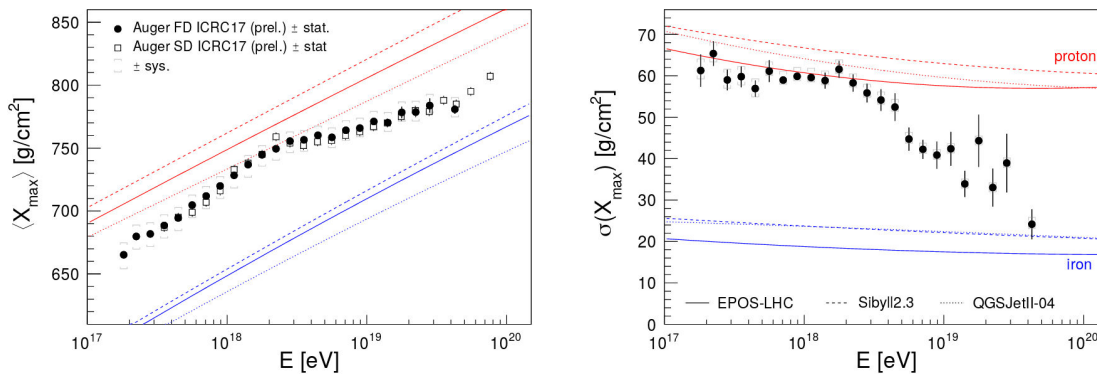 850
800
750
700
650
⟨X_max⟩ [g/cm²]
Auger FD ICRC17 (prel.) ± stat.
Auger SD ICRC17 (prel.) ± stat
± sys.
10¹⁷ 10¹⁸ 10¹⁹ 10²⁰
E [eV]
70
60
50
40
30
20
10
0
σ(X_max) [g/cm²]
proton
iron
EPOS-LHC Sibyll2.3 QGSJetII-04
10¹⁷ 10¹⁸ 10¹⁹ 10²⁰
E [eV]